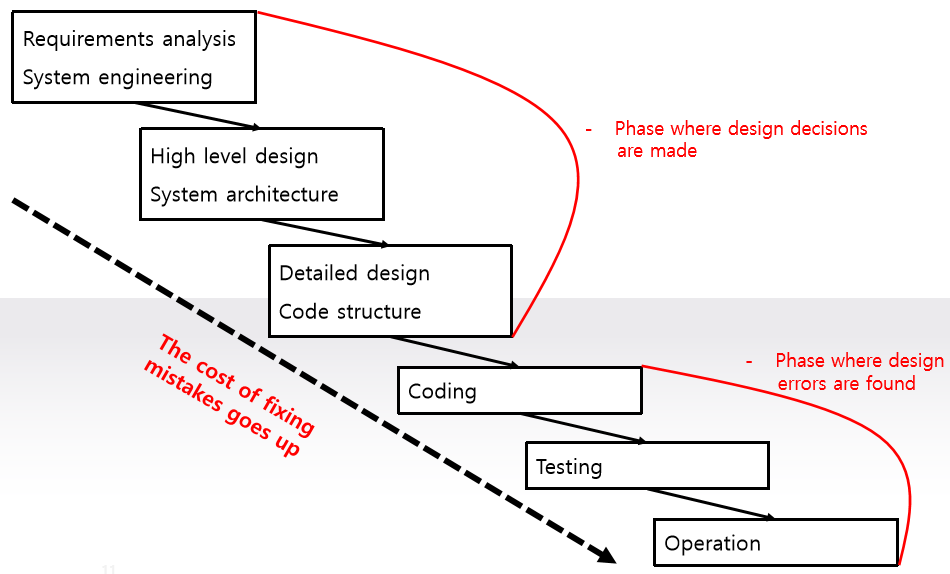 Requirements analysis
System engineering
- Phase where design decisions
are made
High level design
System architecture
Detailed design
Code structure
The cost of fixing
mistakes goes up
- Phase where design
errors are found
Coding
Testing
Operation
11